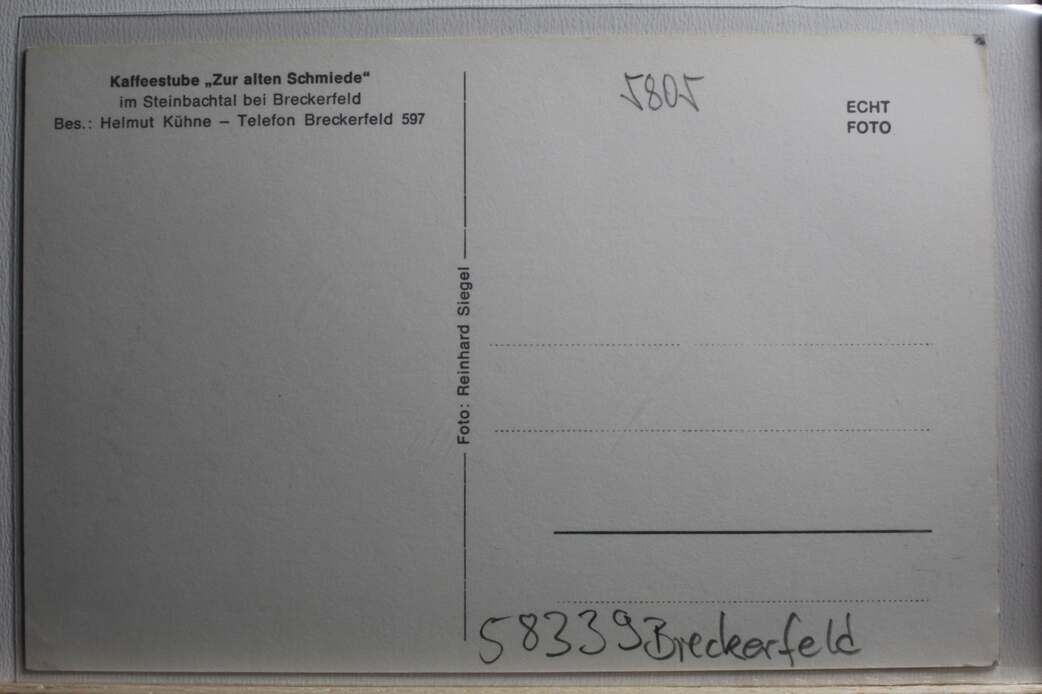 Kaffeestube „Zur alten Schmiede“
im Steinbachtal bei Breckerfeld
Bes.: Helmut Kühne – Telefon Breckerfeld 597
Foto: Reinhard Siegel
5805
ECHT
FOTO
58339 Breckerfeld